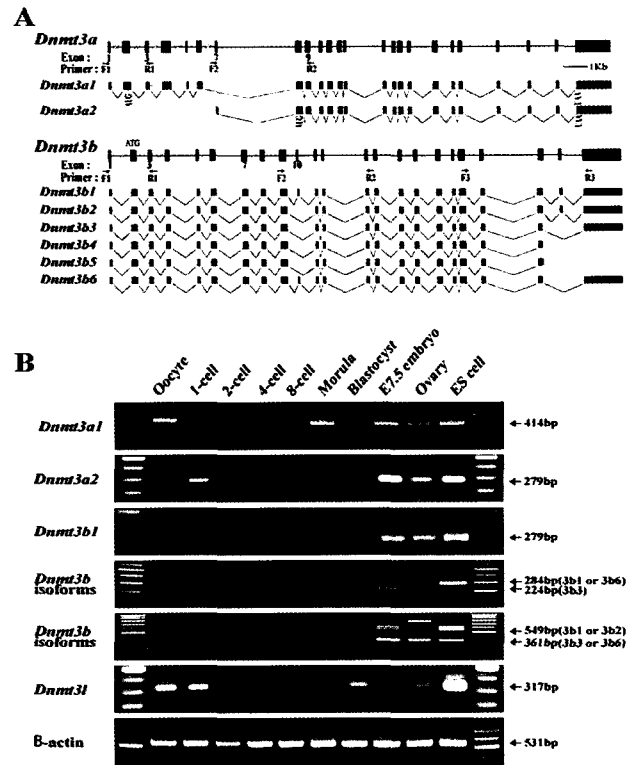 A
Dnmt3a
Exon :
Primer : F1 R1 F2 R2
1Kb
Dnmt3a1
Dnmt3a2
Dnmt3b
ATG
Exon : 3 7 10
Primer : F1 R1 F2 R2 F3 R3
Dnmt3b1
Dnmt3b2
Dnmt3b3
Dnmt3b4
Dnmt3b5
Dnmt3b6
B
Oocyte 1-cell 2-cell 4-cell 8-cell Morula Blastocyst E7.5 embryo Ovary ES cell
Dnmt3a1 ←414bp
Dnmt3a2 ←279bp
Dnmt3b1 ←279bp
Dnmt3b isoforms ←284bp(3b1 or 3b6)
←224bp(3b3)
Dnmt3b isoforms ←549bp(3b1 or 3b2)
←361bp(3b3 or 3b6)
Dnmt3l ←317bp
B-actin ←531bp